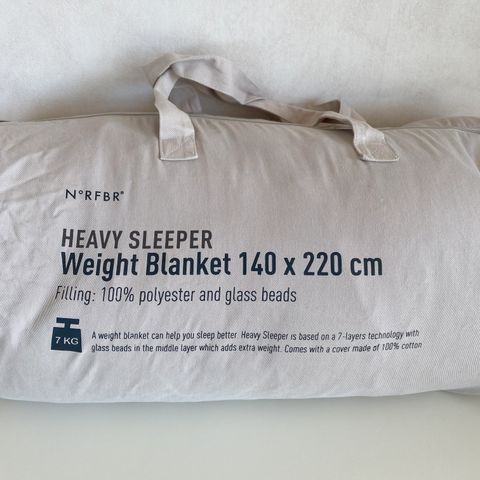 N°RFBR®
HEAVY SLEEPER
Weight Blanket 140 x 220 cm
Filling: 100% polyester and glass beads
7 KG
A weight blanket can help you sleep better. Heavy Sleeper is based on a 7-layers technology with
glass beads in the middle layer which adds extra weight. Comes with a cover made of 100% cotton